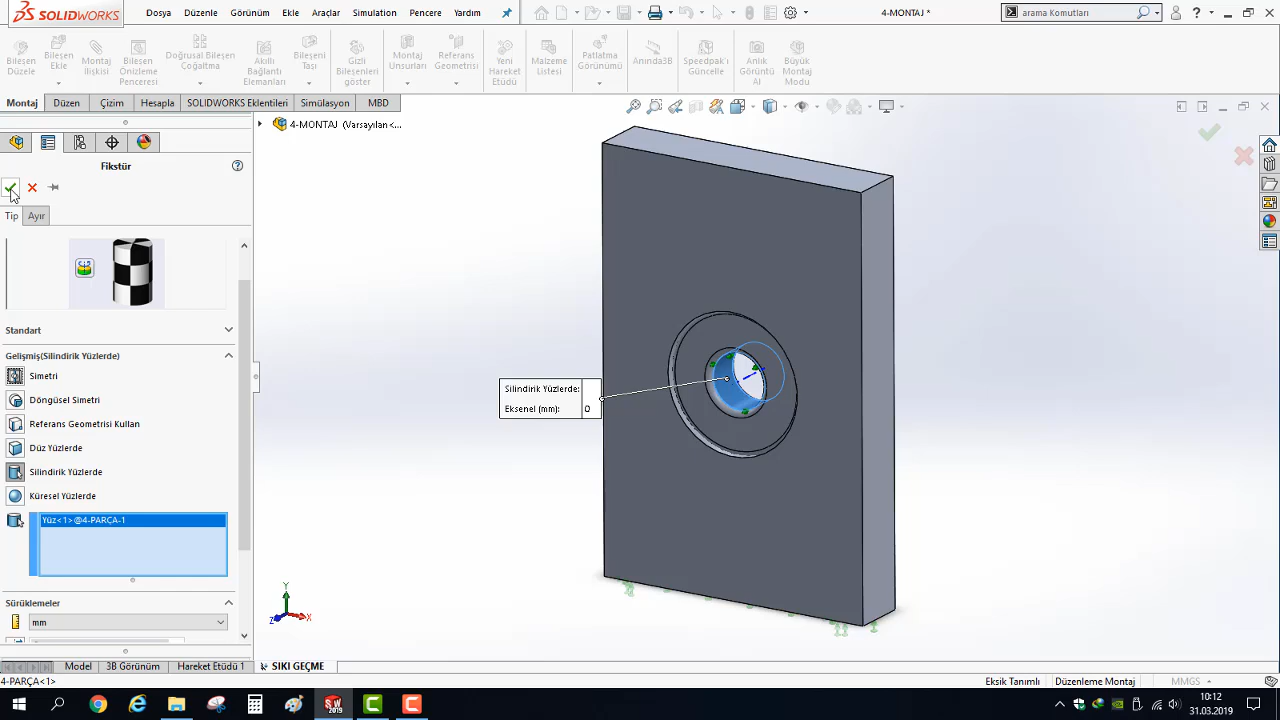 SOLIDWORKS
Dosya Düzenle Görünüm Ekle Araçlar Simulation Pencere Yardım
4-MONTAJ *
arama Komutları
Bileşen Düzenle
Bileşen Ekle
Montaj İlişkisi
Bileşen Önizleme Penceresi
Doğrusal Bileşen Çoğaltma
Akıllı Bağlantı Elemanları
Bileşeni Taşı
Gizli Bileşenleri göster
Montaj Unsurları
Referans Geometrisi
Yeni Hareket Etüdü
Malzeme Listesi
Patlatma Görünümü
Anında3B
Speedpak'ı Güncelle
Anlık Görüntü Al
Büyük Montaj Modu
Montaj Düzen Çizim Hesapla SOLIDWORKS Eklentileri Simülasyon MBD
4-MONTAJ (Varsayılan<...
Fikstür
Tip Ayır
Standart
Gelişmiş(Silindirik Yüzlerde)
Simetri
Döngüsel Simetri
Referans Geometrisi Kullan
Düz Yüzlerde
Silindirik Yüzlerde
Küresel Yüzlerde
Yüz<1>@4-PARÇA-1
Sürüklemeler
mm
Silindirik Yüzlerde:
Eksenel (mm): 0
Y
Z
X
Model 3B Görünüm Hareket Etüdü 1 SIKI GEÇME
4-PARÇA<1>
Eksik Tanımlı Düzenleme Montaj MMGS
SW
2019
10:12
31.03.2019